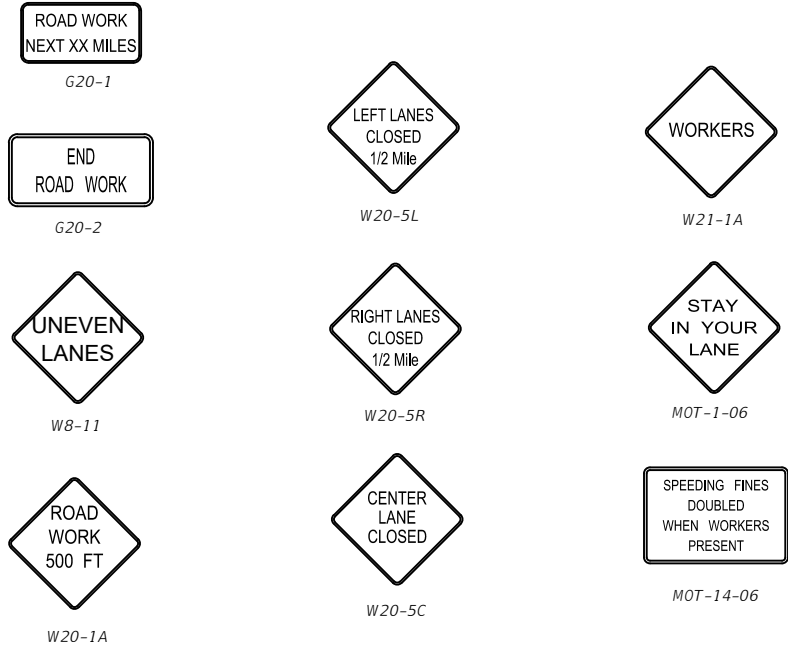 ROAD WORK
NEXT XX MILES
G20-1
END
ROAD WORK
G20-2
UNEVEN
LANES
W8-11
ROAD
WORK
500 FT
W20-1A
LEFT LANES
CLOSED
1/2 Mile
W20-5L
RIGHT LANES
CLOSED
1/2 Mile
W20-5R
CENTER
LANE
CLOSED
W20-5C
WORKERS
W21-1A
STAY
IN YOUR
LANE
MOT-1-06
SPEEDING FINES
DOUBLED
WHEN WORKERS
PRESENT
MOT-14-06